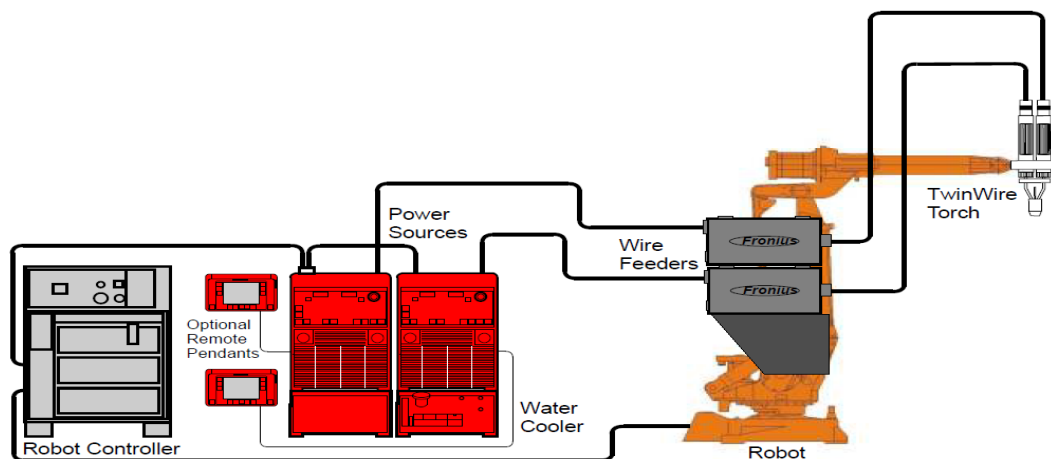 TwinWire
Torch
Power
Sources
Wire
Feeders
Fronius
Fronius
Optional
Remote
Pendants
Water
Cooler
Robot Controller
Robot